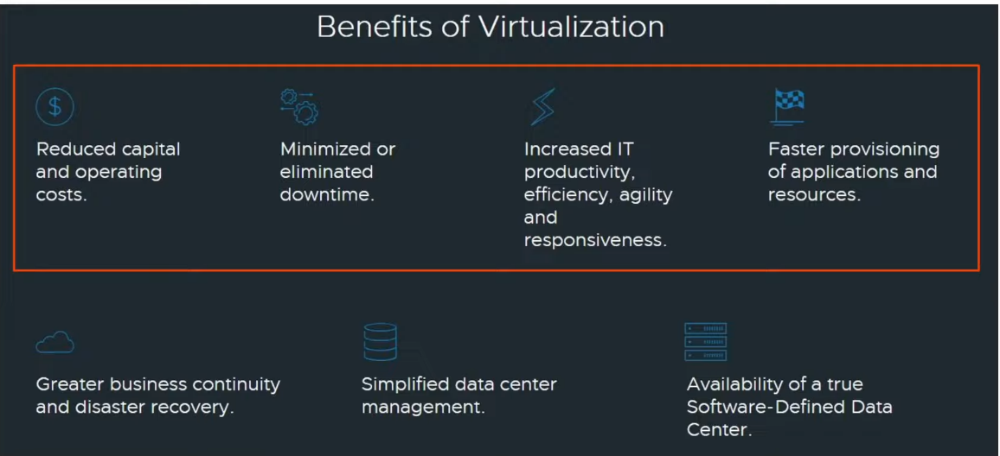 Benefits of Virtualization
$
Reduced capital
and operating
costs.
Minimized or
eliminated
downtime.
Increased IT
productivity,
efficiency, agility
and
responsiveness.
Faster provisioning
of applications and
resources.
Greater business continuity
and disaster recovery.
Simplified data center
management.
Availability of a true
Software-Defined Data
Center.